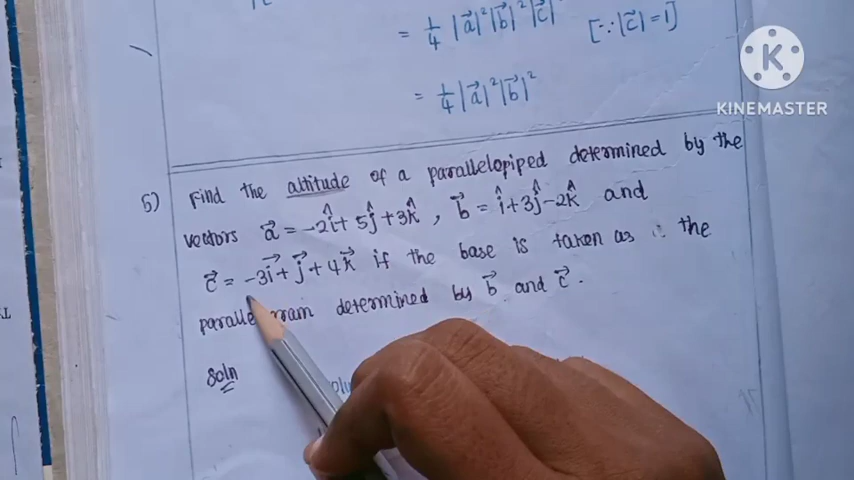 = 1/4 |a⃗|² |b⃗|² |c⃗|² [∵ |c⃗| = 1]
= 1/4 |a⃗|² |b⃗|²
K
KINEMASTER
5) Find the altitude of a parallelopiped determined by the
vectors a⃗ = -2î + 5ĵ + 3k̂, b⃗ = î + 3ĵ - 2k̂ and
c⃗ = -3i⃗ + j⃗ + 4k⃗ if the base is taken as the
determined by b⃗ and c⃗.
Soln